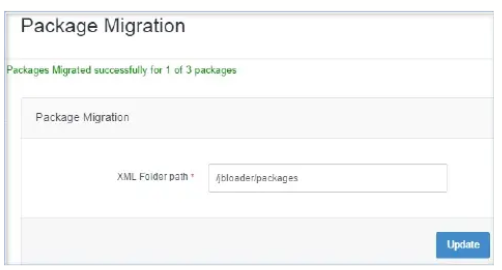 Package Migration
Packages Migrated successfully for 1 of 3 packages
Package Migration
XML Folder path * /jbloader/packages
Update